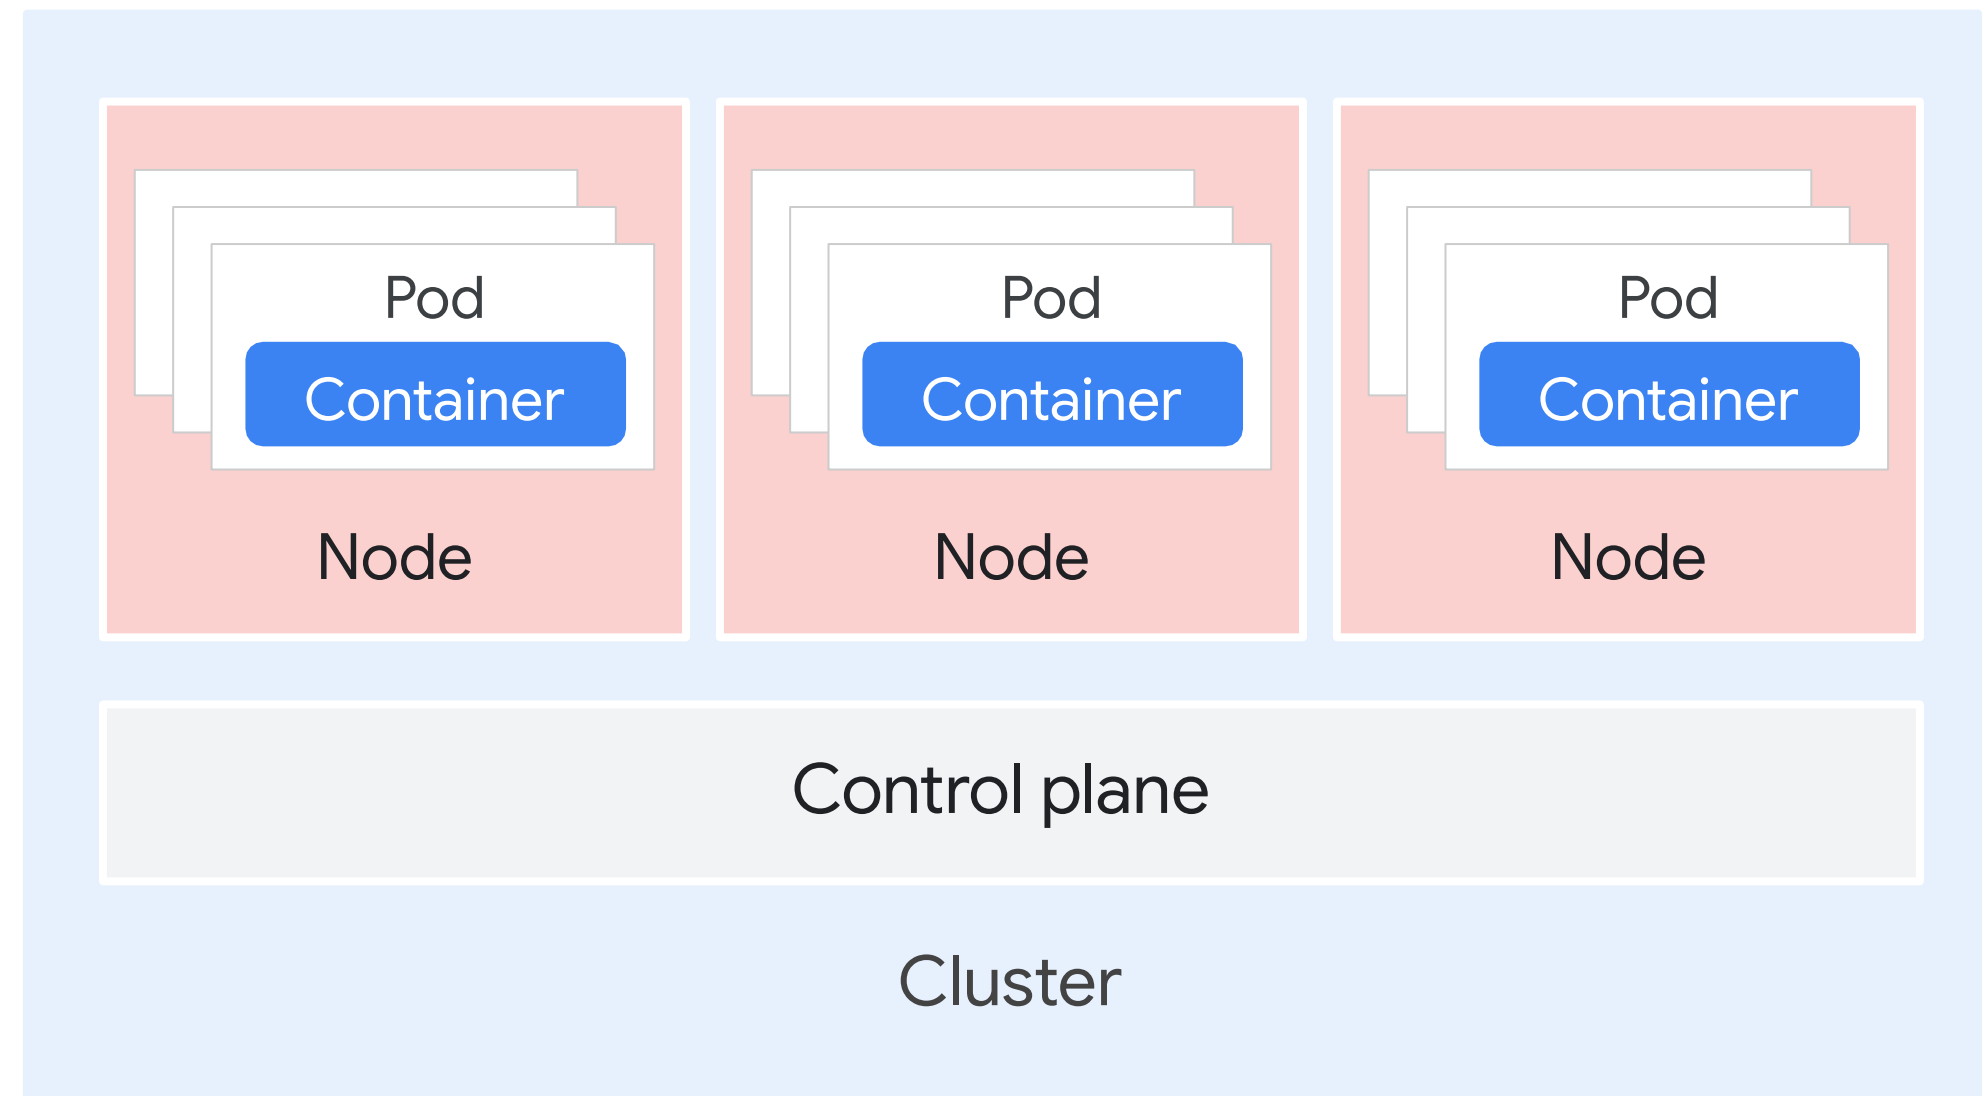 Pod
Container
Node
Pod
Container
Node
Pod
Container
Node
Control plane
Cluster